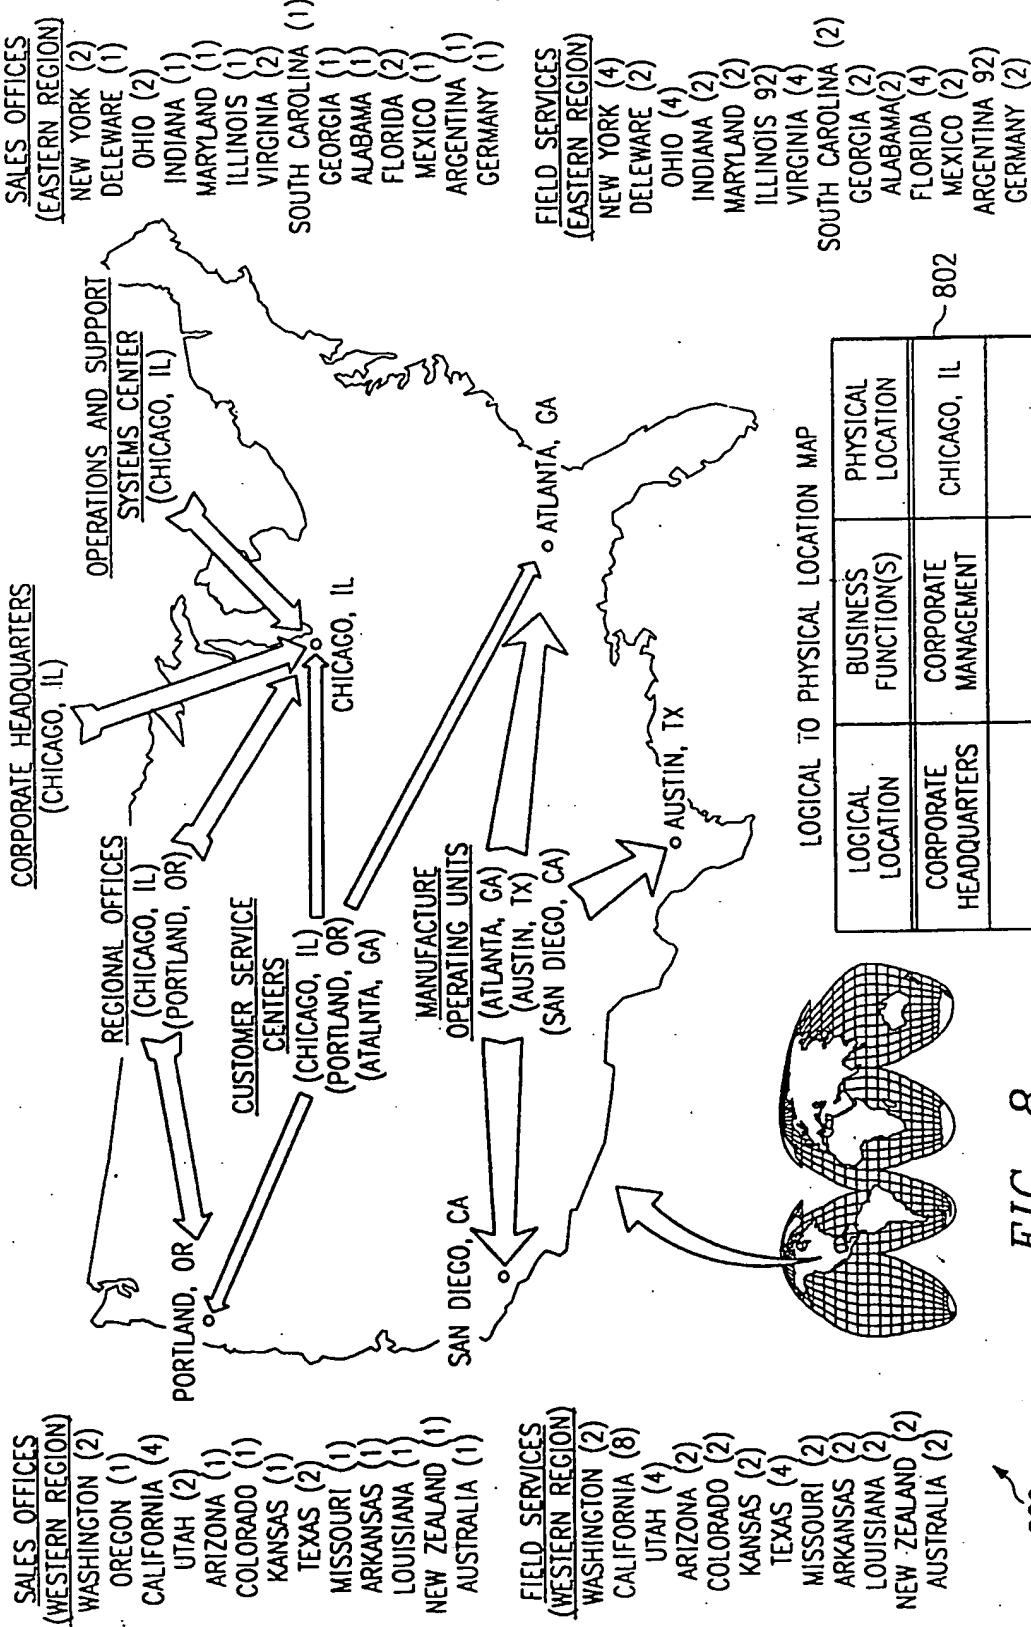 SALES OFFICES
(WESTERN REGION)
WASHINGTON (2)
OREGON (1)
CALIFORNIA (4)
UTAH (2)
ARIZONA (1)
COLORADO (1)
KANSAS (1)
TEXAS (2)
MISSOURI (1)
ARKANSAS (1)
LOUISIANA (1)
NEW ZEALAND (1)
AUSTRALIA (1)
FIELD SERVICES
(WESTERN REGION)
WASHINGTON (2)
CALIFORNIA (8)
UTAH (4)
ARIZONA (2)
COLORADO (2)
KANSAS (2)
TEXAS (4)
MISSOURI (2)
ARKANSAS (2)
LOUISIANA (2)
NEW ZEALAND (2)
AUSTRALIA (2)
CORPORATE HEADQUARTERS
(CHICAGO, IL)
REGIONAL OFFICES
(CHICAGO, IL)
(PORTLAND, OR)
OPERATIONS AND SUPPORT
SYSTEMS CENTER
(CHICAGO, IL)
PORTLAND, OR
CUSTOMER SERVICE
CENTERS
(CHICAGO, IL)
(PORTLAND, OR)
(ATALNTA, GA)
CHICAGO, IL
SAN DIEGO, CA
MANUFACTURE
OPERATING UNITS
(ATLANTA, GA)
(AUSTIN, TX)
(SAN DIEGO, CA)
ATLANTA, GA
AUSTIN, TX
SALES OFFICES
(EASTERN REGION)
NEW YORK (2)
DELEWARE (1)
OHIO (2)
INDIANA (1)
MARYLAND (1)
ILLINOIS (1)
VIRGINIA (2)
SOUTH CAROLINA (1)
GEORGIA (1)
ALABAMA (1)
FLORIDA (2)
MEXICO (1)
ARGENTINA (1)
GERMANY (1)
FIELD SERVICES
(EASTERN REGION)
NEW YORK (4)
DELEWARE (2)
OHIO (4)
INDIANA (2)
MARYLAND (2)
ILLINOIS 92)
VIRGINIA (4)
SOUTH CAROLINA (2)
GEORGIA (2)
ALABAMA(2)
FLORIDA (4)
MEXICO (2)
ARGENTINA 92)
GERMANY (2)
LOGICAL TO PHYSICAL LOCATION MAP
LOGICAL LOCATION
BUSINESS FUNCTION(S)
PHYSICAL LOCATION
CORPORATE HEADQUARTERS
CORPORATE MANAGEMENT
CHICAGO, IL
802
FIG. 8